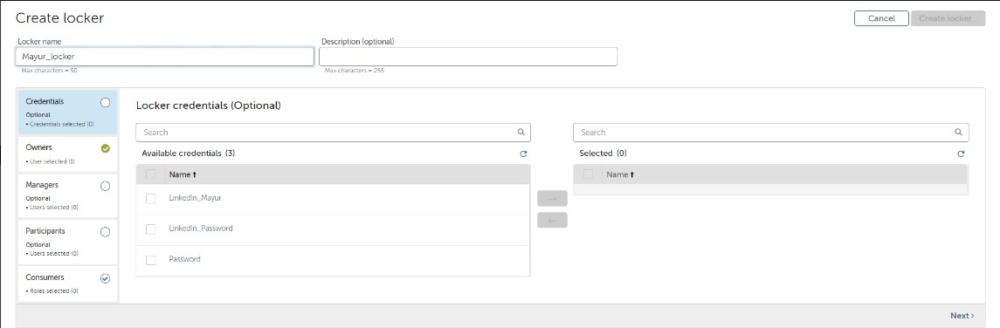 Create locker
Cancel
Create locker...
Locker name
Description (optional)
Mayur_locker
Max characters = 50
Max characters = 255
Credentials
Optional
• Credentials selected (0)
Owners
• User selected (1)
Managers
Optional
• Users selected (0)
Participants
Optional
• Users selected (0)
Consumers
• Roles selected (0)
Locker credentials (Optional)
Search
Available credentials (3)
Name ↑
LinkedIn_Mayur
LinkedIn_Password
Password
→
←
Search
Selected (0)
Name ↑
Next >